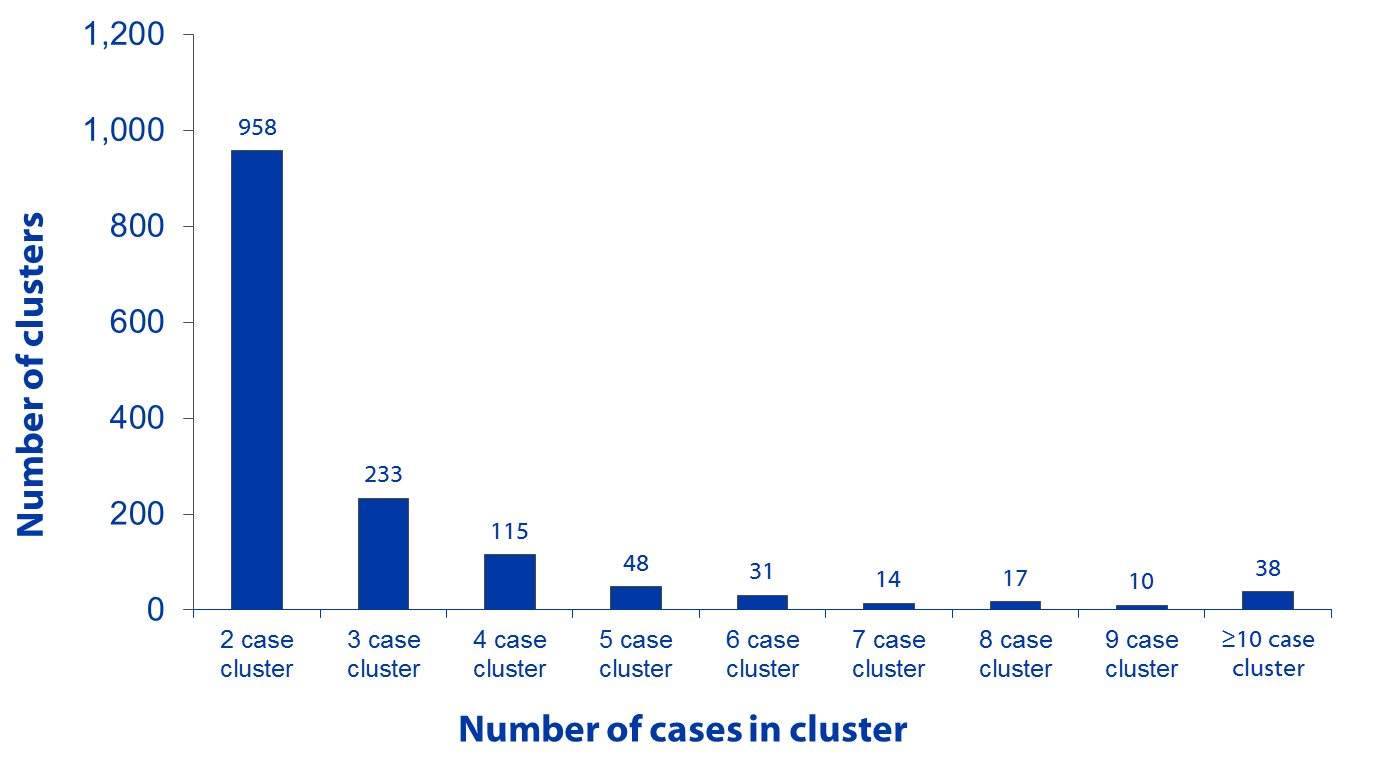 1,200
1,000
800
600
400
200
0
Number of clusters
958
233
115
48
31
14
17
10
38
2 case
cluster
3 case
cluster
4 case
cluster
5 case
cluster
6 case
cluster
7 case
cluster
8 case
cluster
9 case
cluster
≥10 case
cluster
Number of cases in cluster